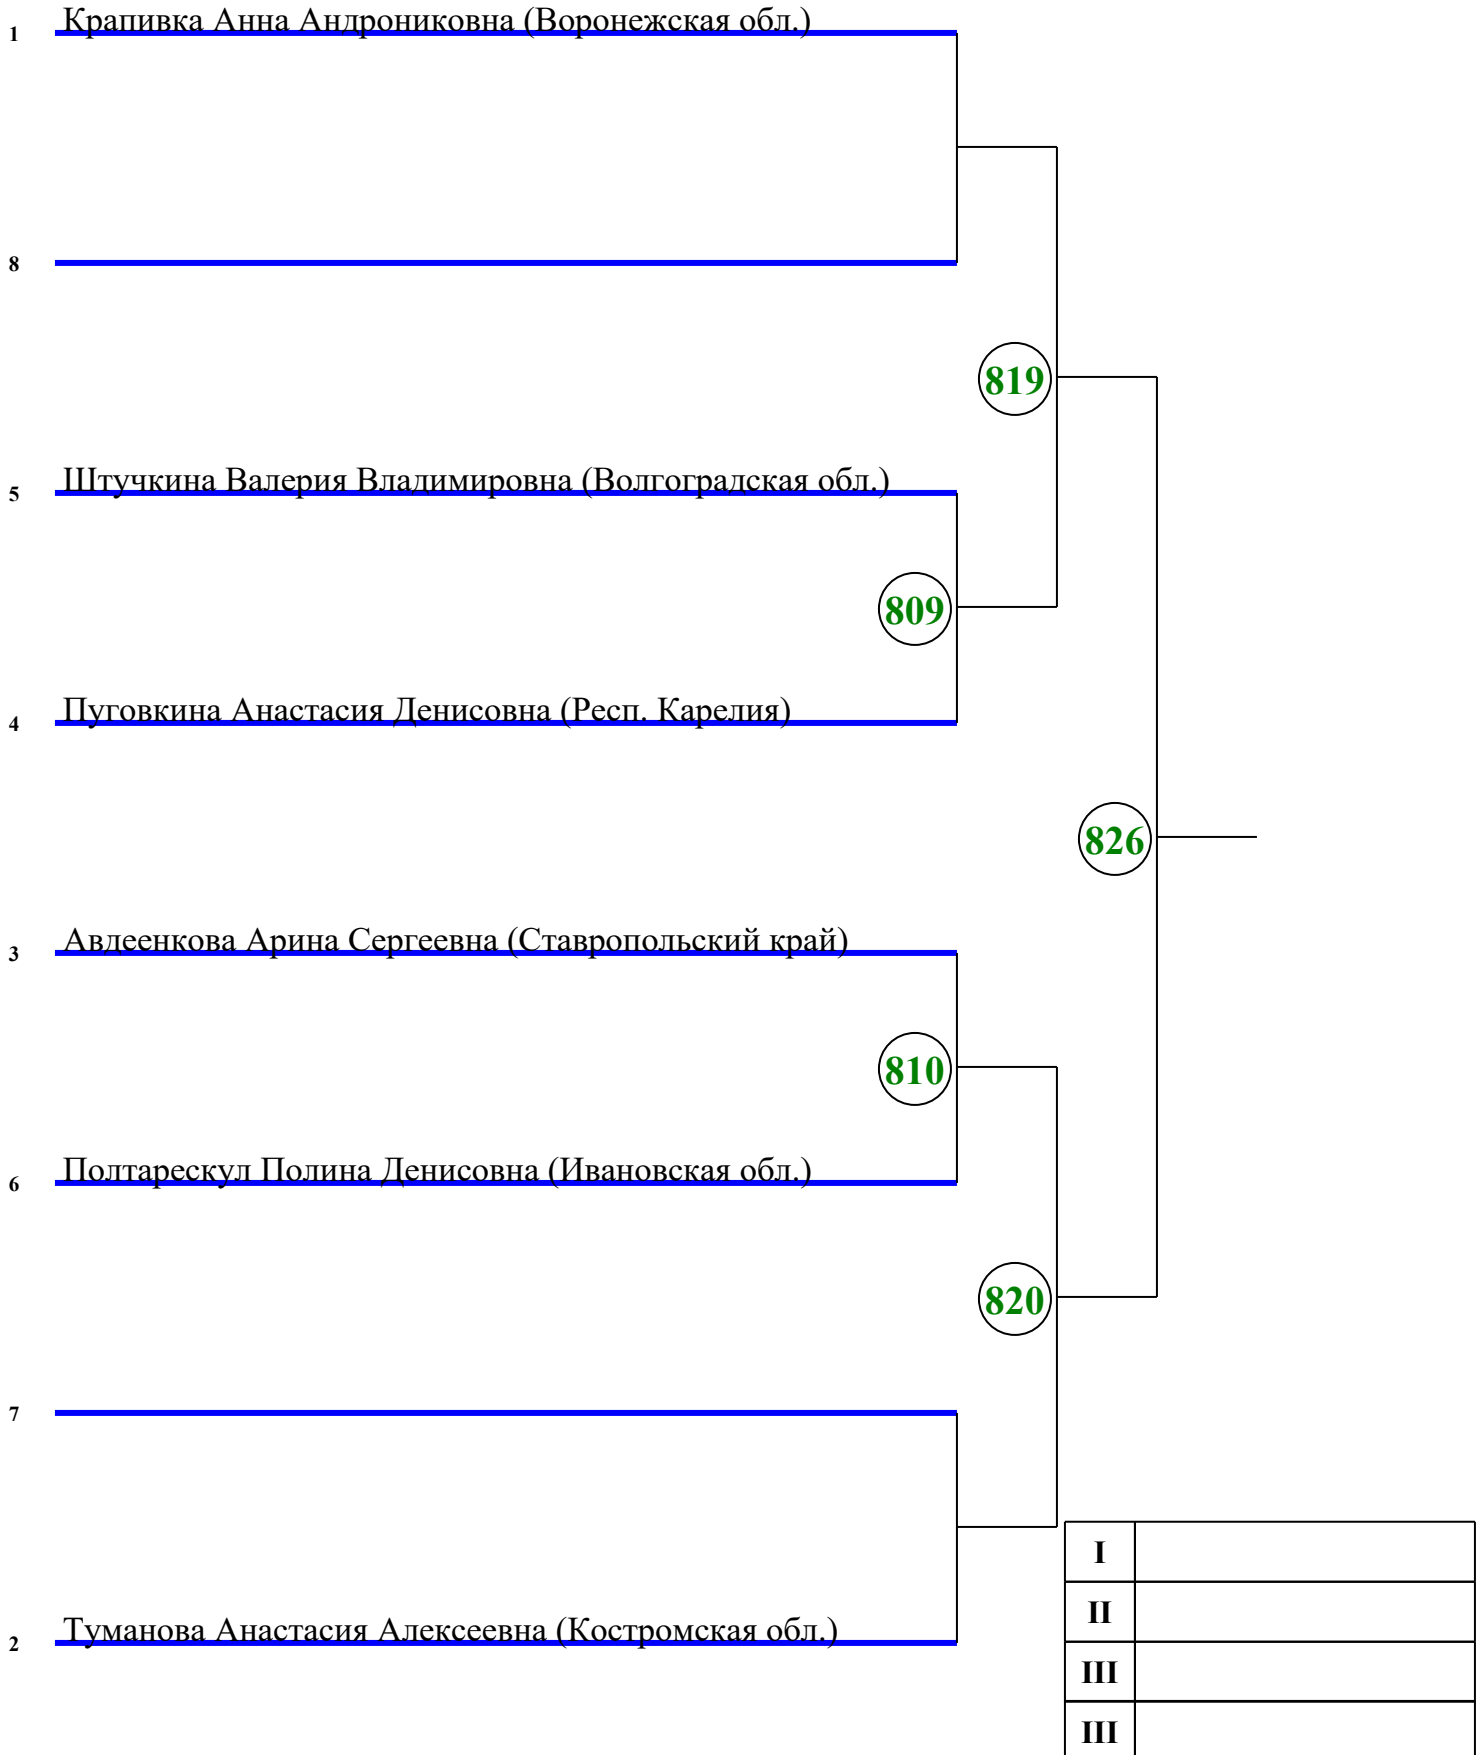 1 Крапивка Анна Андрониковна (Воронежская обл.)
8
819
5 Штучкина Валерия Владимировна (Волгоградская обл.)
809
4 Пуговкина Анастасия Денисовна (Респ. Карелия)
826
3 Авдеенкова Арина Сергеевна (Ставропольский край)
810
6 Полтарескул Полина Денисовна (Ивановская обл.)
820
7
I
II
2 Туманова Анастасия Алексеевна (Костромская обл.)
III
III